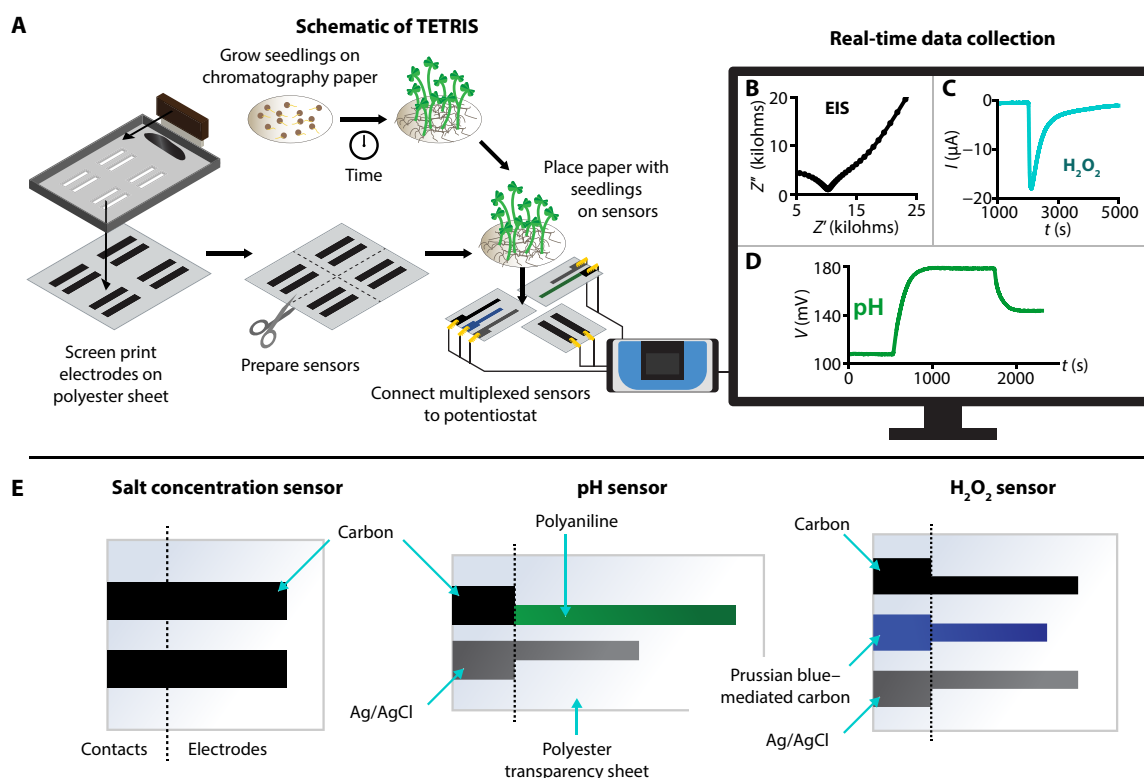 A
Schematic of TETRIS
Grow seedlings on
chromatography paper
Time
Place paper with
seedlings
on sensors
Screen print
electrodes on
polyester sheet
Prepare sensors
Connect multiplexed sensors
to potentiostat
Real-time data collection
B
EIS
Z″ (kilohms)
20
10
0
5
15
25
Z′ (kilohms)
C
I (μA)
0
−10
−20
H₂O₂
1000
3000
5000
t (s)
D
pH
V (mV)
180
140
100
0
1000
2000
t (s)
E
Salt concentration sensor
Carbon
Contacts
Electrodes
pH sensor
Polyaniline
Ag/AgCl
Polyester
transparency sheet
H₂O₂ sensor
Carbon
Prussian blue–
mediated carbon
Ag/AgCl